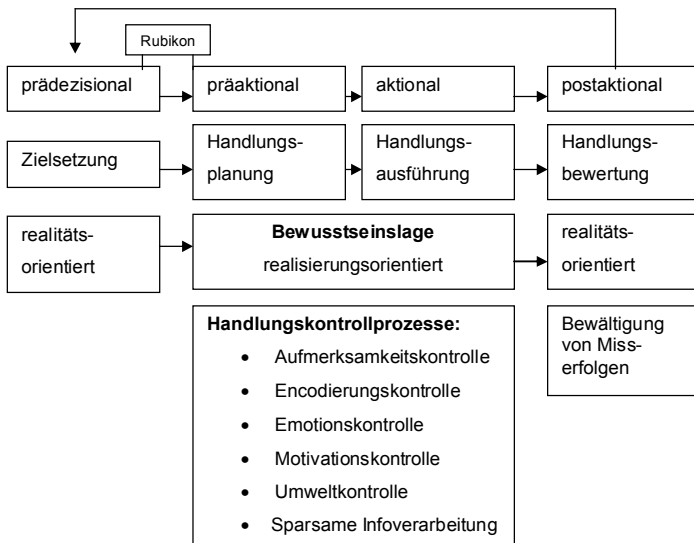 Rubikon
prädezisional
präaktional
aktional
postaktional
Zielsetzung
Handlungs-
planung
Handlungs-
ausführung
Handlungs-
bewertung
realitäts-
orientiert
Bewusstseinslage
realisierungsorientiert
realitäts-
orientiert
Handlungskontrollprozesse:
• Aufmerksamkeitskontrolle
• Encodierungskontrolle
• Emotionskontrolle
• Motivationskontrolle
• Umweltkontrolle
• Sparsame Infoverarbeitung
Bewältigung
von Miss-
erfolgen